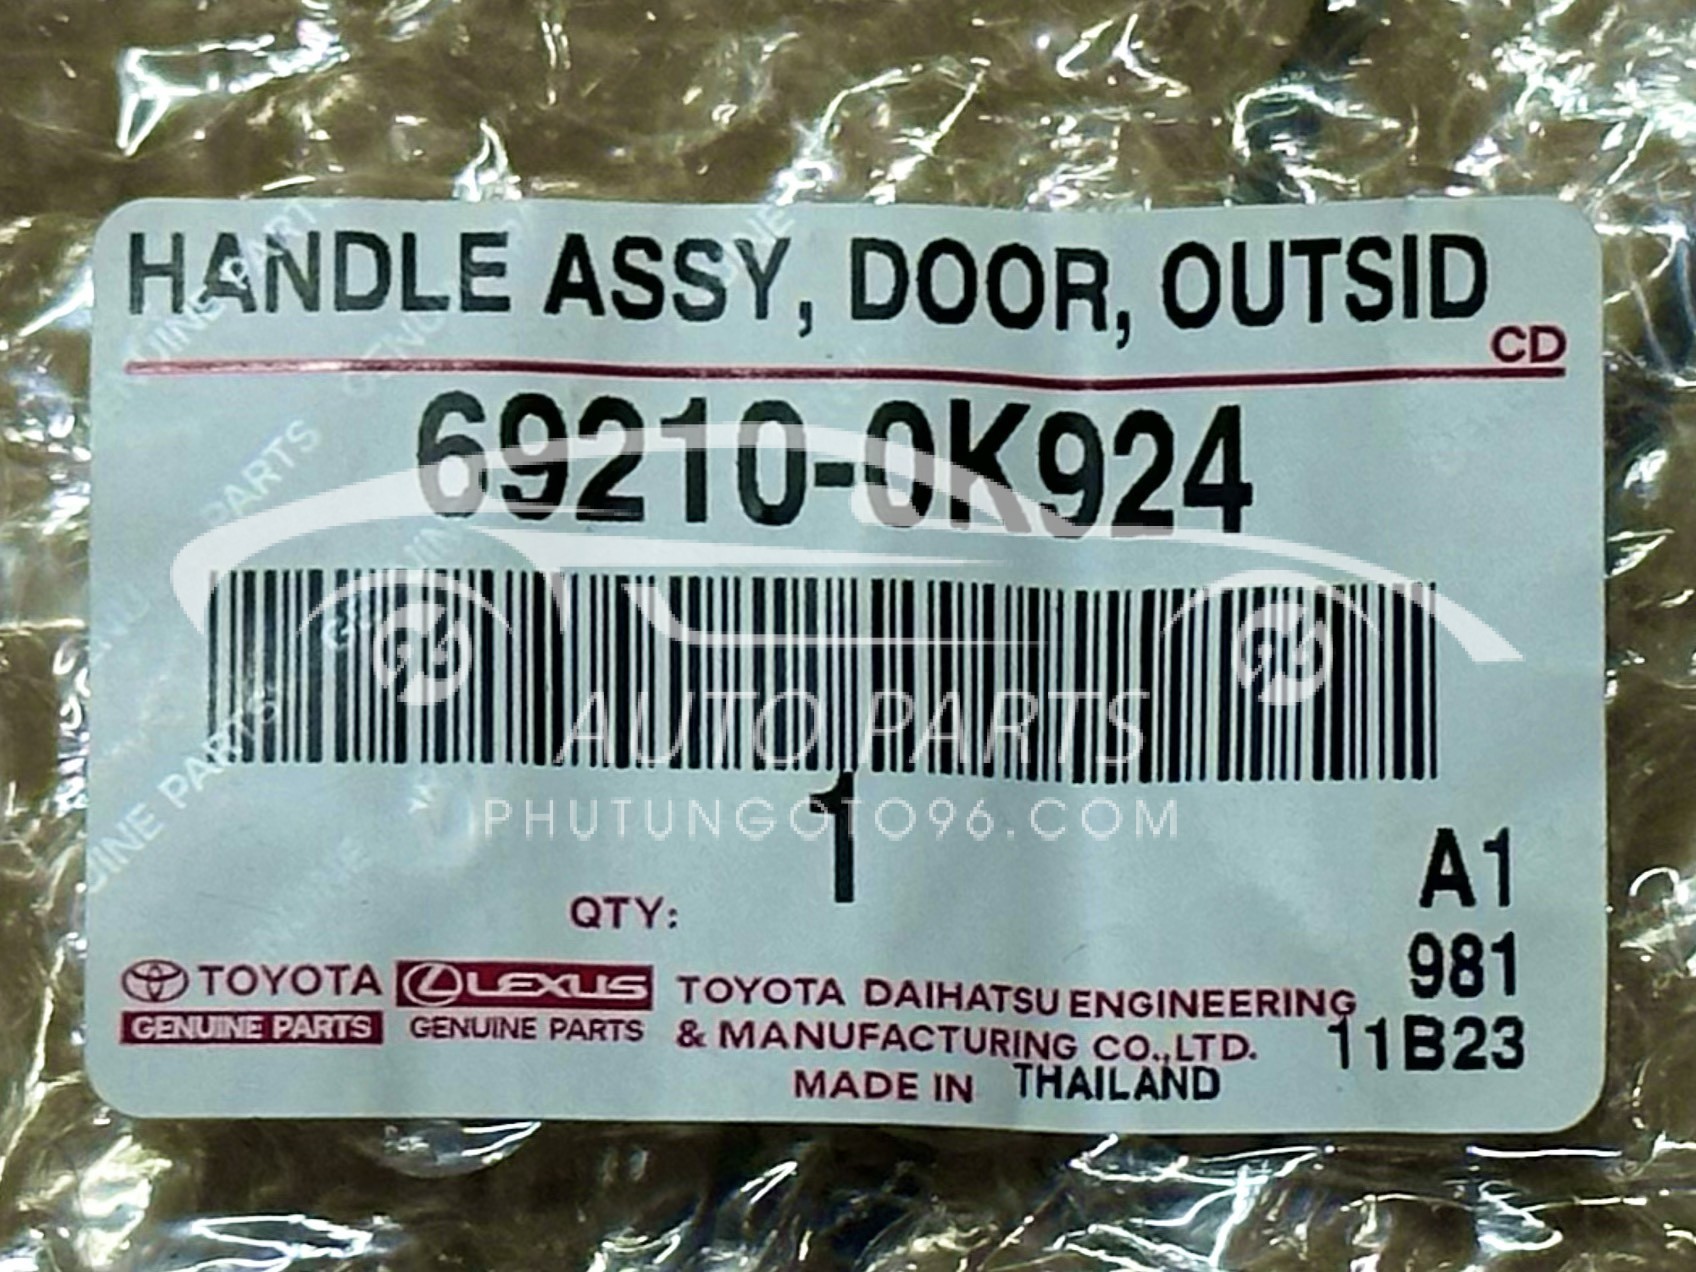 HANDLE ASSY, DOOR, OUTSID
CD
69210-0K924
AUTO PARTS
PHUTUNGOTO96.COM
QTY: 1
A1
981
11B23
TOYOTA
GENUINE PARTS
LEXUS
GENUINE PARTS
TOYOTA DAIHATSU ENGINEERING
& MANUFACTURING CO.,LTD.
MADE IN THAILAND